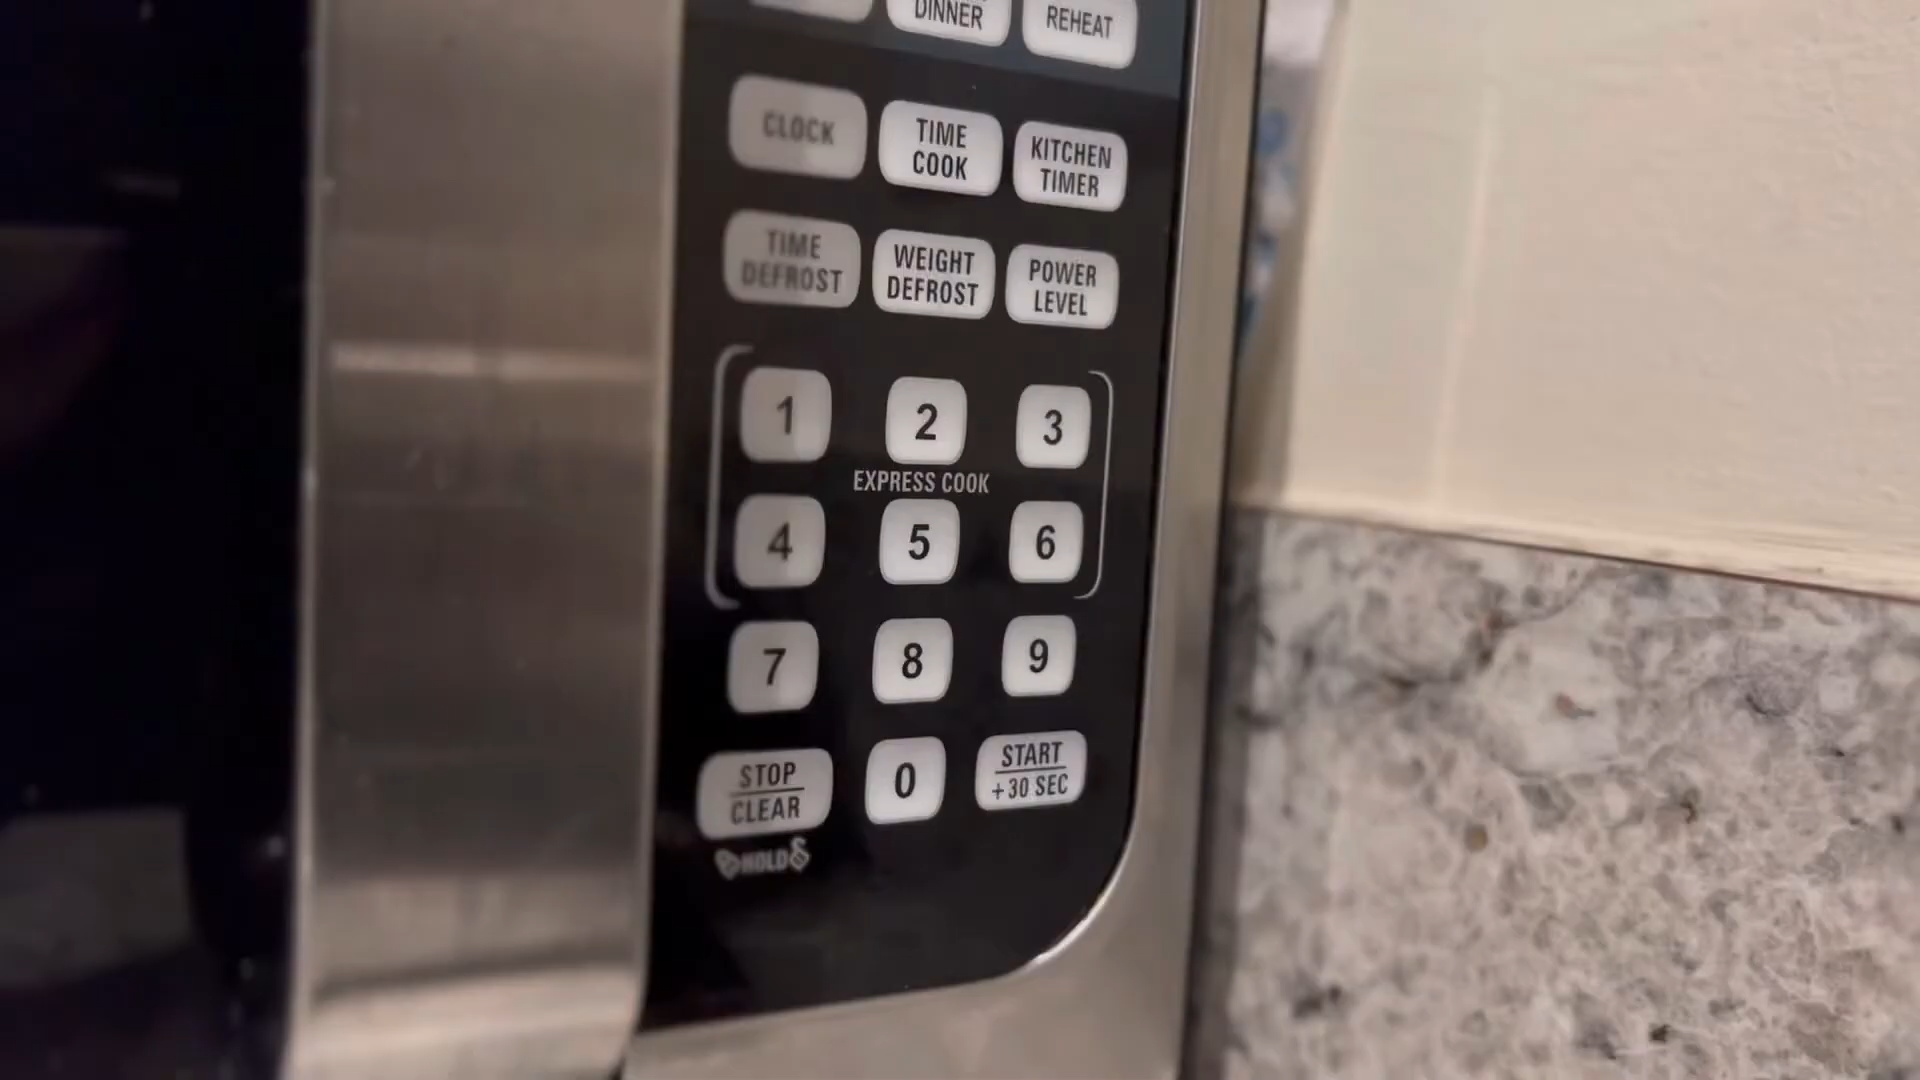 DINNER
REHEAT
CLOCK
TIME
COOK
KITCHEN
TIMER
TIME
DEFROST
WEIGHT
DEFROST
POWER
LEVEL
1
2
3
EXPRESS COOK
4
5
6
7
8
9
STOP
CLEAR
0
START
+30 SEC
HOLD